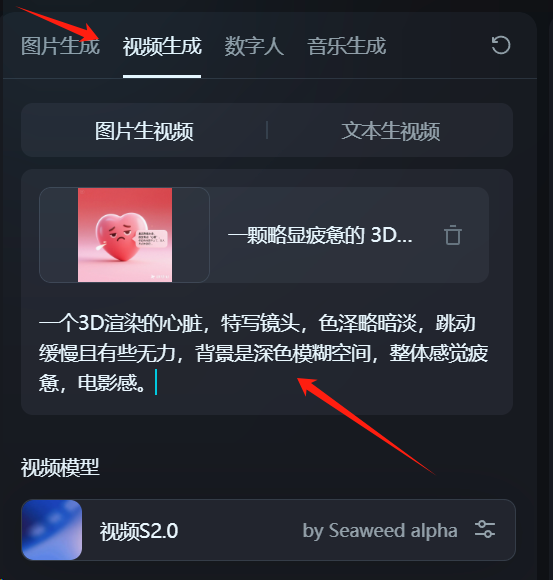 图片生成 视频生成 数字人 音乐生成
图片生视频 | 文本生视频
一颗略显疲惫的 3D...
一个3D渲染的心脏，特写镜头，色泽略暗淡，跳动
缓慢且有些无力，背景是深色模糊空间，整体感觉疲
惫，电影感。
视频模型
视频S2.0 by Seaweed alpha